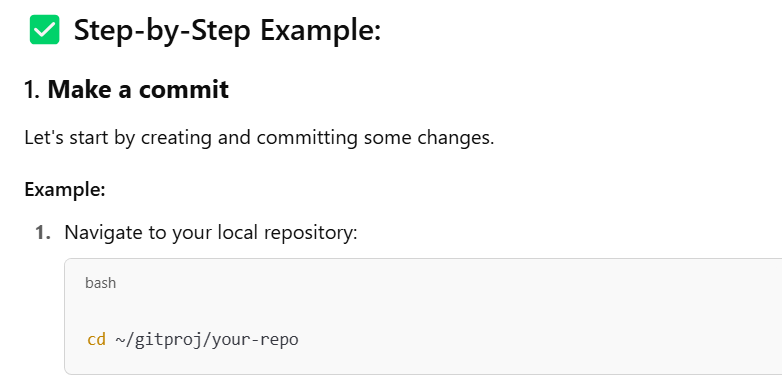 ✅ Step-by-Step Example:
1. Make a commit
Let's start by creating and committing some changes.
Example:
1. Navigate to your local repository:
bash
cd ~/gitproj/your-repo